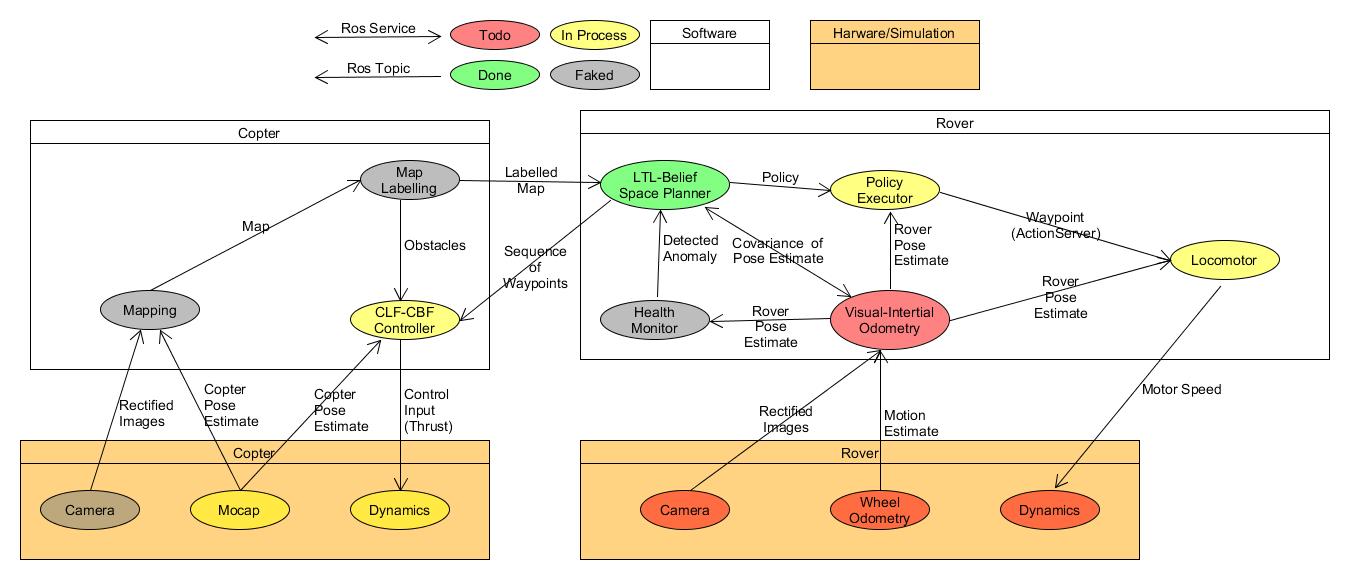 Ros Service
Todo
In Process
Software
Harware/Simulation
Ros Topic
Done
Faked
Copter
Rover
Map
Labelling
Labelled
Map
LTL-Belief
Space Planner
Policy
Policy
Executor
Map
Obstacles
Sequence
of
Waypoints
Detected
Anomaly
Covariance of
Pose Estimate
Rover
Pose
Estimate
Waypoint
(ActionServer)
Locomotor
Mapping
CLF-CBF
Controller
Health
Monitor
Rover
Pose
Estimate
Visual-Intertial
Odometry
Rover
Pose
Estimate
Rectified
Images
Copter
Pose
Estimate
Copter
Pose
Estimate
Control
Input
(Thrust)
Rectified
Images
Motion
Estimate
Motor Speed
Copter
Rover
Camera
Mocap
Dynamics
Camera
Wheel
Odometry
Dynamics